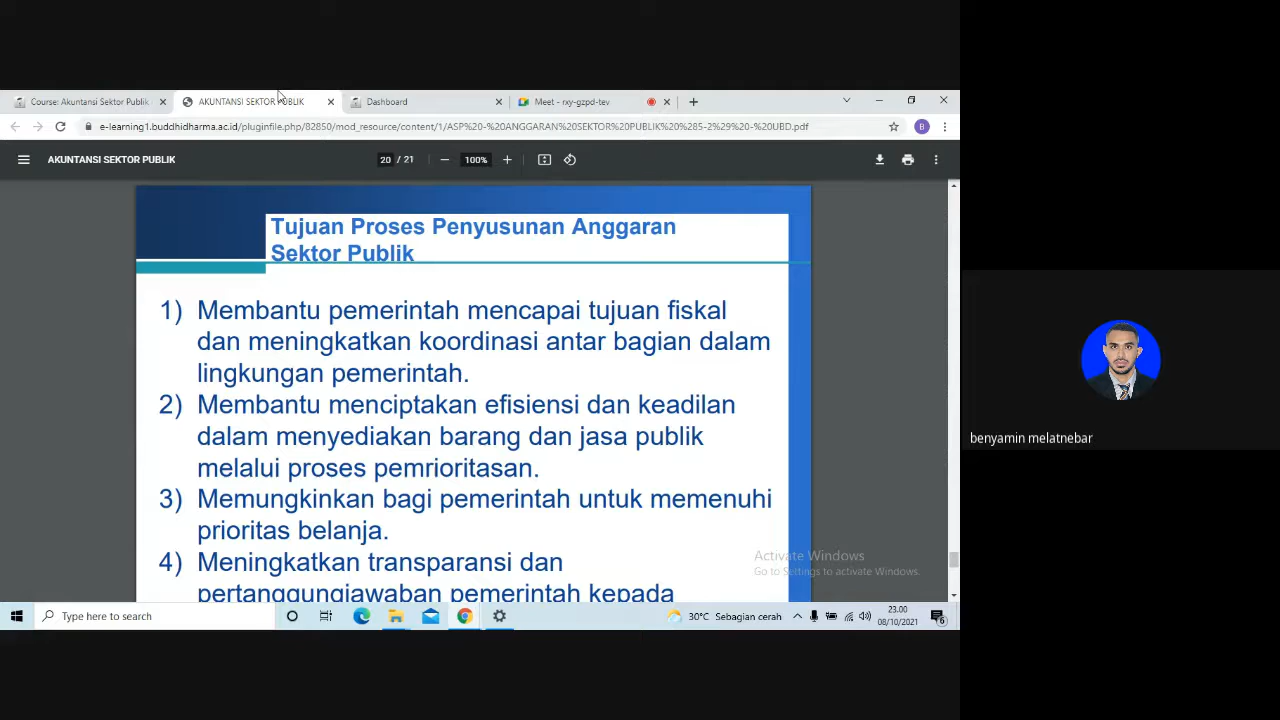 Course: Akuntansi Sektor Publik
AKUNTANSI SEKTOR PUBLIK
Dashboard
Meet - rxy-gzpd-tev
e-learning1.buddhidharma.ac.id/pluginfile.php/82850/mod_resource/content/1/ASP%20-%20ANGGARAN%20SEKTOR%20PUBLIK%20%285-2%29%20-%20UBD.pdf
B
AKUNTANSI SEKTOR PUBLIK
20 / 21
100%
Tujuan Proses Penyusunan Anggaran
Sektor Publik
1) Membantu pemerintah mencapai tujuan fiskal
dan meningkatkan koordinasi antar bagian dalam
lingkungan pemerintah.
2) Membantu menciptakan efisiensi dan keadilan
dalam menyediakan barang dan jasa publik
melalui proses pemrioritasan.
3) Memungkinkan bagi pemerintah untuk memenuhi
prioritas belanja.
4) Meningkatkan transparansi dan
pertanggungjawaban pemerintah kepada
Activate Windows
Go to Settings to activate Windows.
benyamin melatnebar
Type here to search
30°C Sebagian cerah
23.00
08/10/2021
6